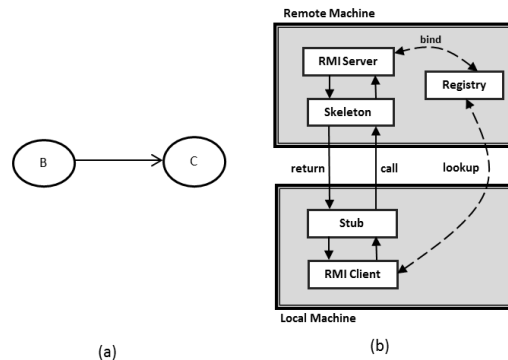 Remote Machine
bind
RMI Server
Registry
Skeleton
B
C
return
call
lookup
Stub
RMI Client
Local Machine
(a)
(b)